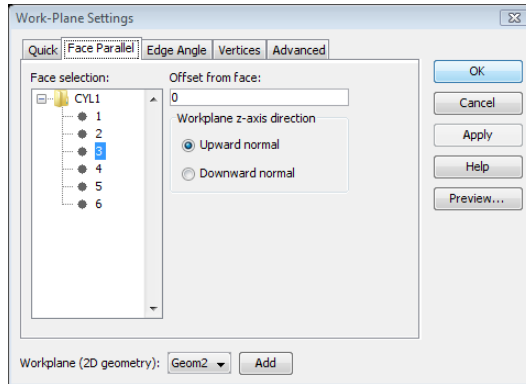 Work-Plane Settings
Quick Face Parallel Edge Angle Vertices Advanced
Face selection:
CYL1
1
2
3
4
5
6
Offset from face:
0
Workplane z-axis direction
Upward normal
Downward normal
OK
Cancel
Apply
Help
Preview...
Workplane (2D geometry): Geom2 Add